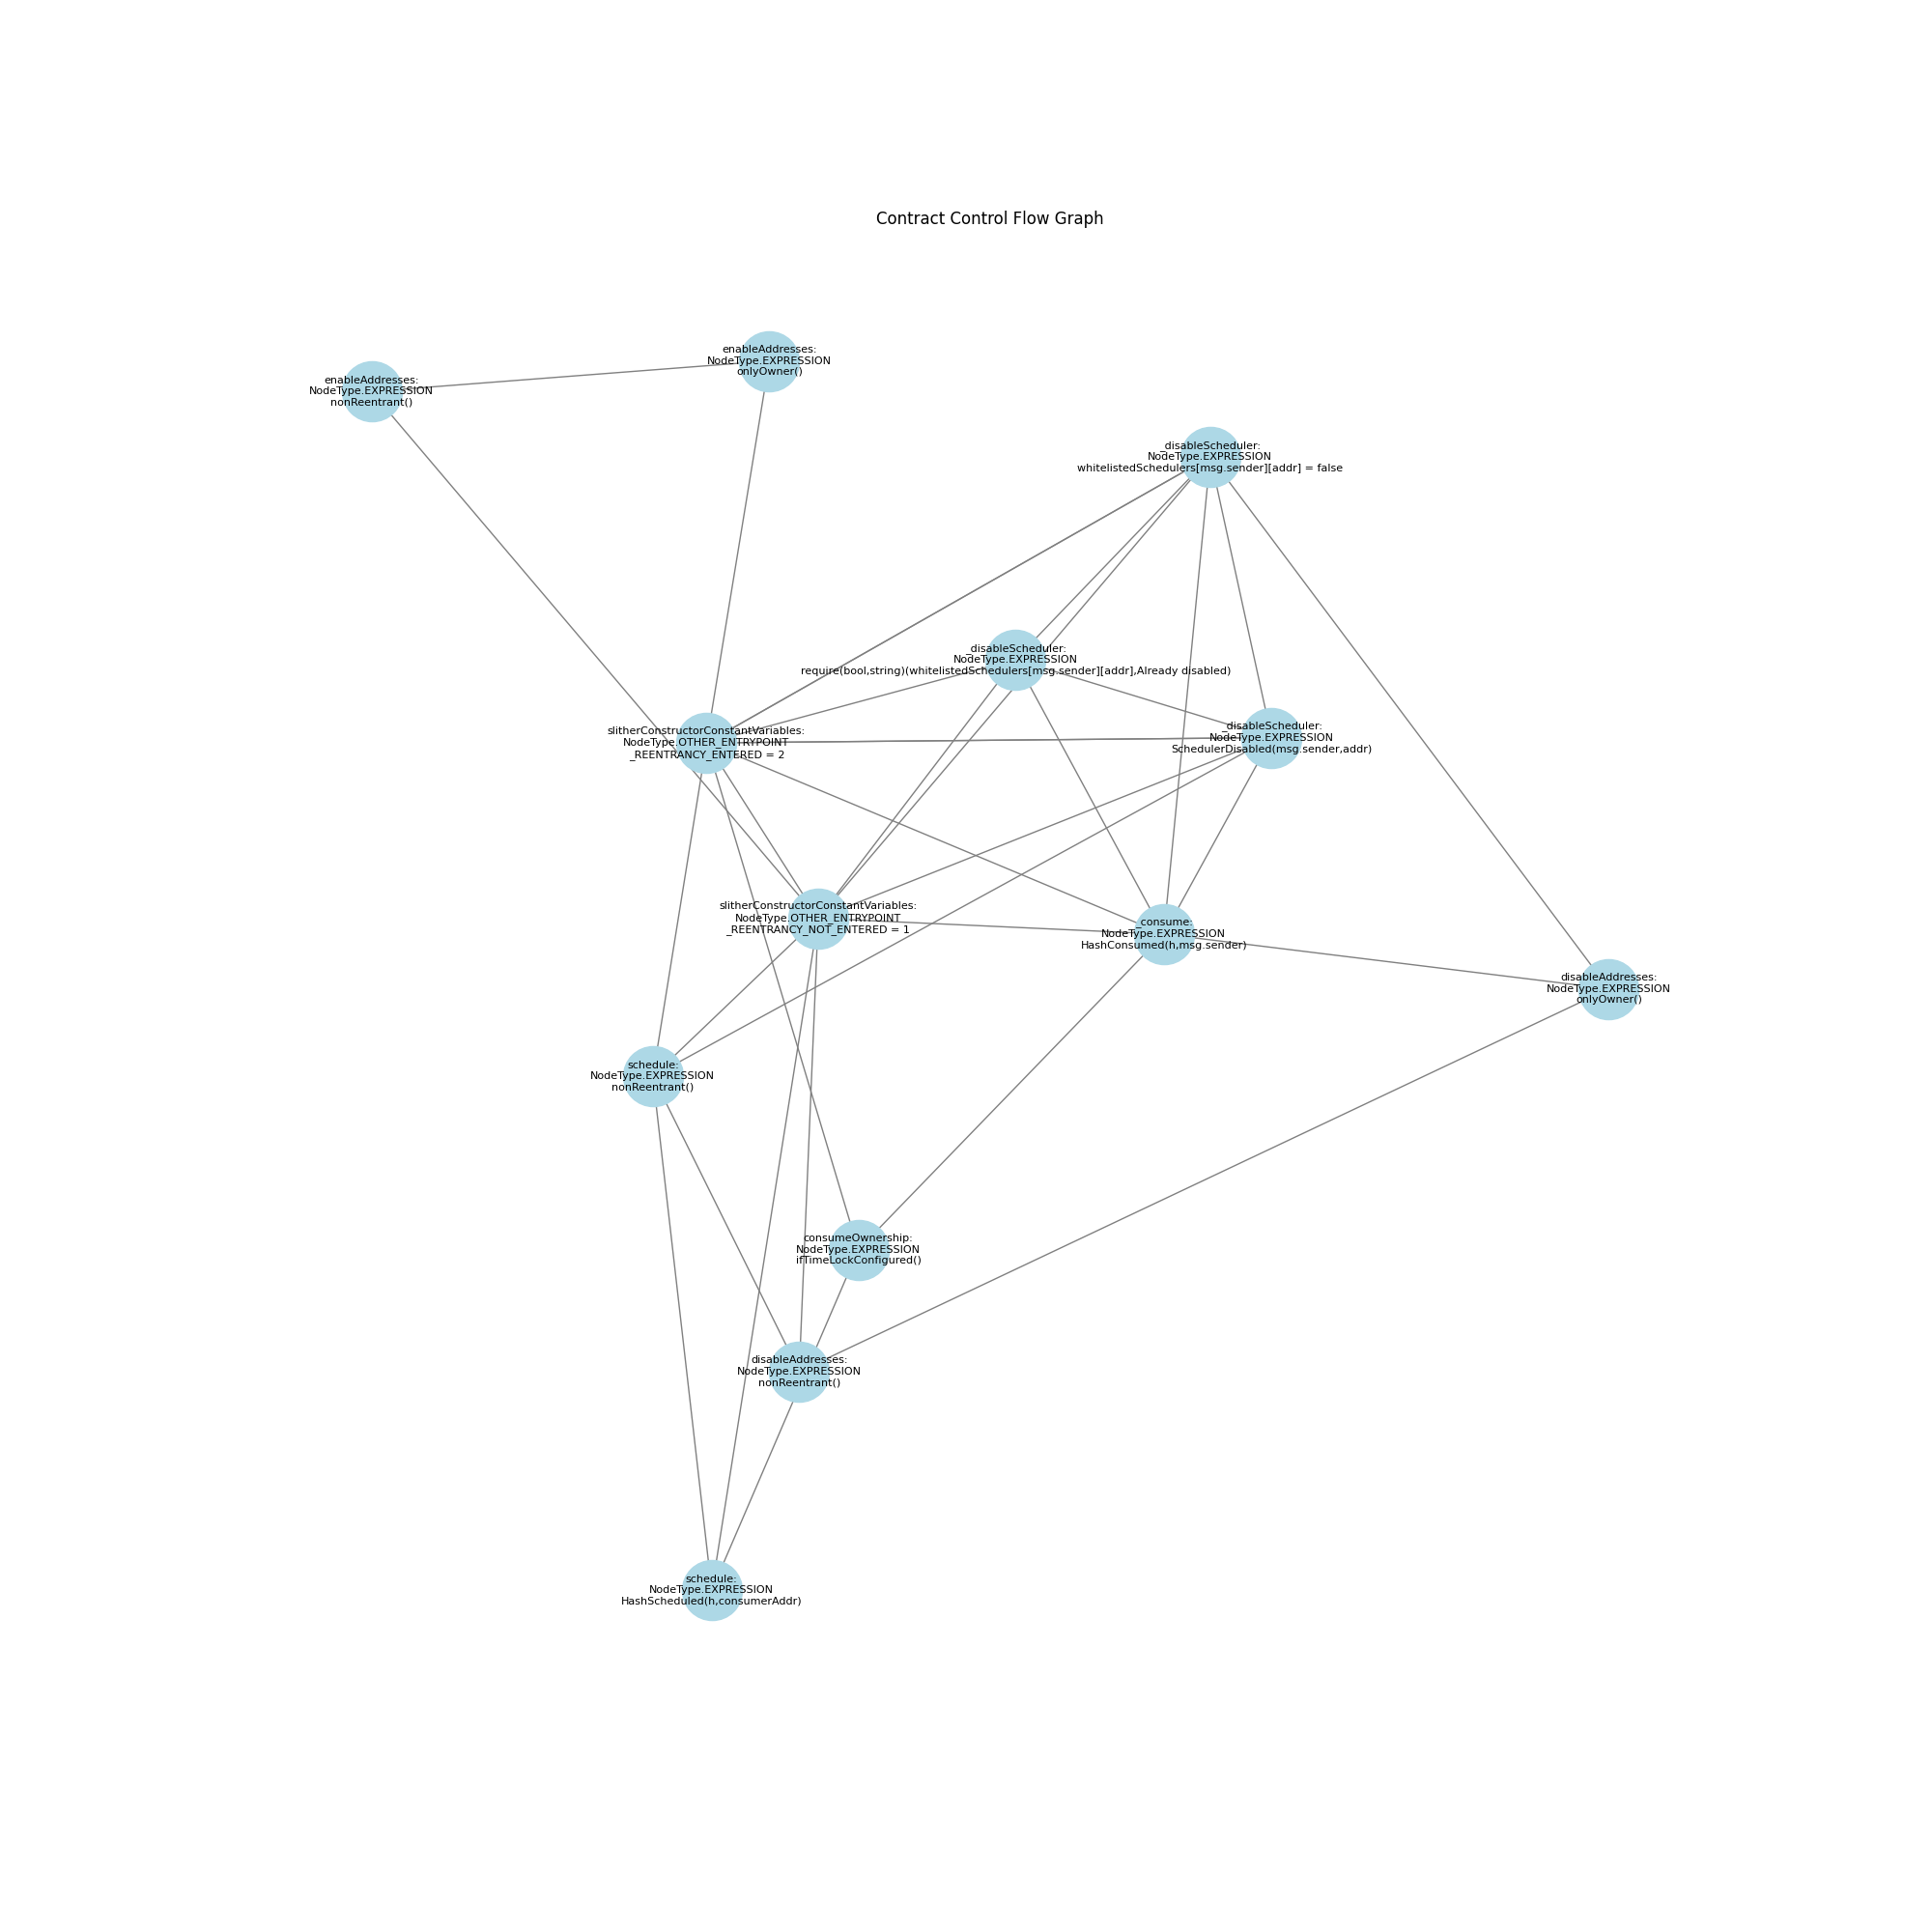 Contract Control Flow Graph
enableAddresses:
NodeType.EXPRESSION
onlyOwner()
enableAddresses:
NodeType.EXPRESSION
nonReentrant()
_disableScheduler:
NodeType.EXPRESSION
whitelistedSchedulers[msg.sender][addr] = false
_disableScheduler:
NodeType.EXPRESSION
require(bool,string)(whitelistedSchedulers[msg.sender][addr],Already disabled)
slitherConstructorConstantVariables:
NodeType.OTHER_ENTRYPOINT
_REENTRANCY_ENTERED = 2
_disableScheduler:
NodeType.EXPRESSION
SchedulerDisabled(msg.sender,addr)
slitherConstructorConstantVariables:
NodeType.OTHER_ENTRYPOINT
_REENTRANCY_NOT_ENTERED = 1
_consume:
NodeType.EXPRESSION
HashConsumed(h,msg.sender)
disableAddresses:
NodeType.EXPRESSION
onlyOwner()
schedule:
NodeType.EXPRESSION
nonReentrant()
consumeOwnership:
NodeType.EXPRESSION
ifTimeLockConfigured()
disableAddresses:
NodeType.EXPRESSION
nonReentrant()
schedule:
NodeType.EXPRESSION
HashScheduled(h,consumerAddr)